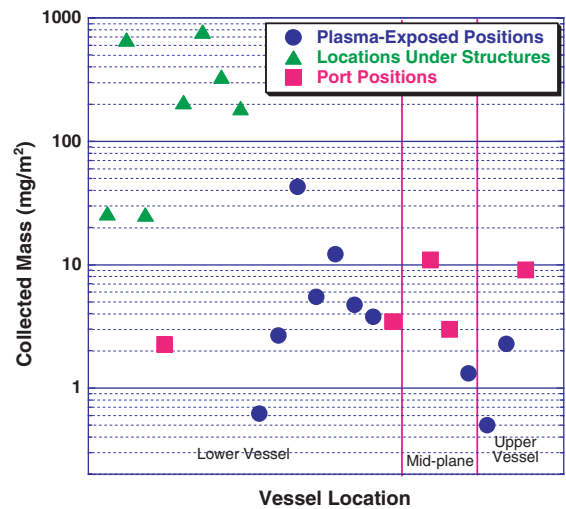 1000
100
10
1
Collected Mass (mg/m²)
Plasma-Exposed Positions
Locations Under Structures
Port Positions
Lower Vessel
Mid-plane
Upper
Vessel
Vessel Location